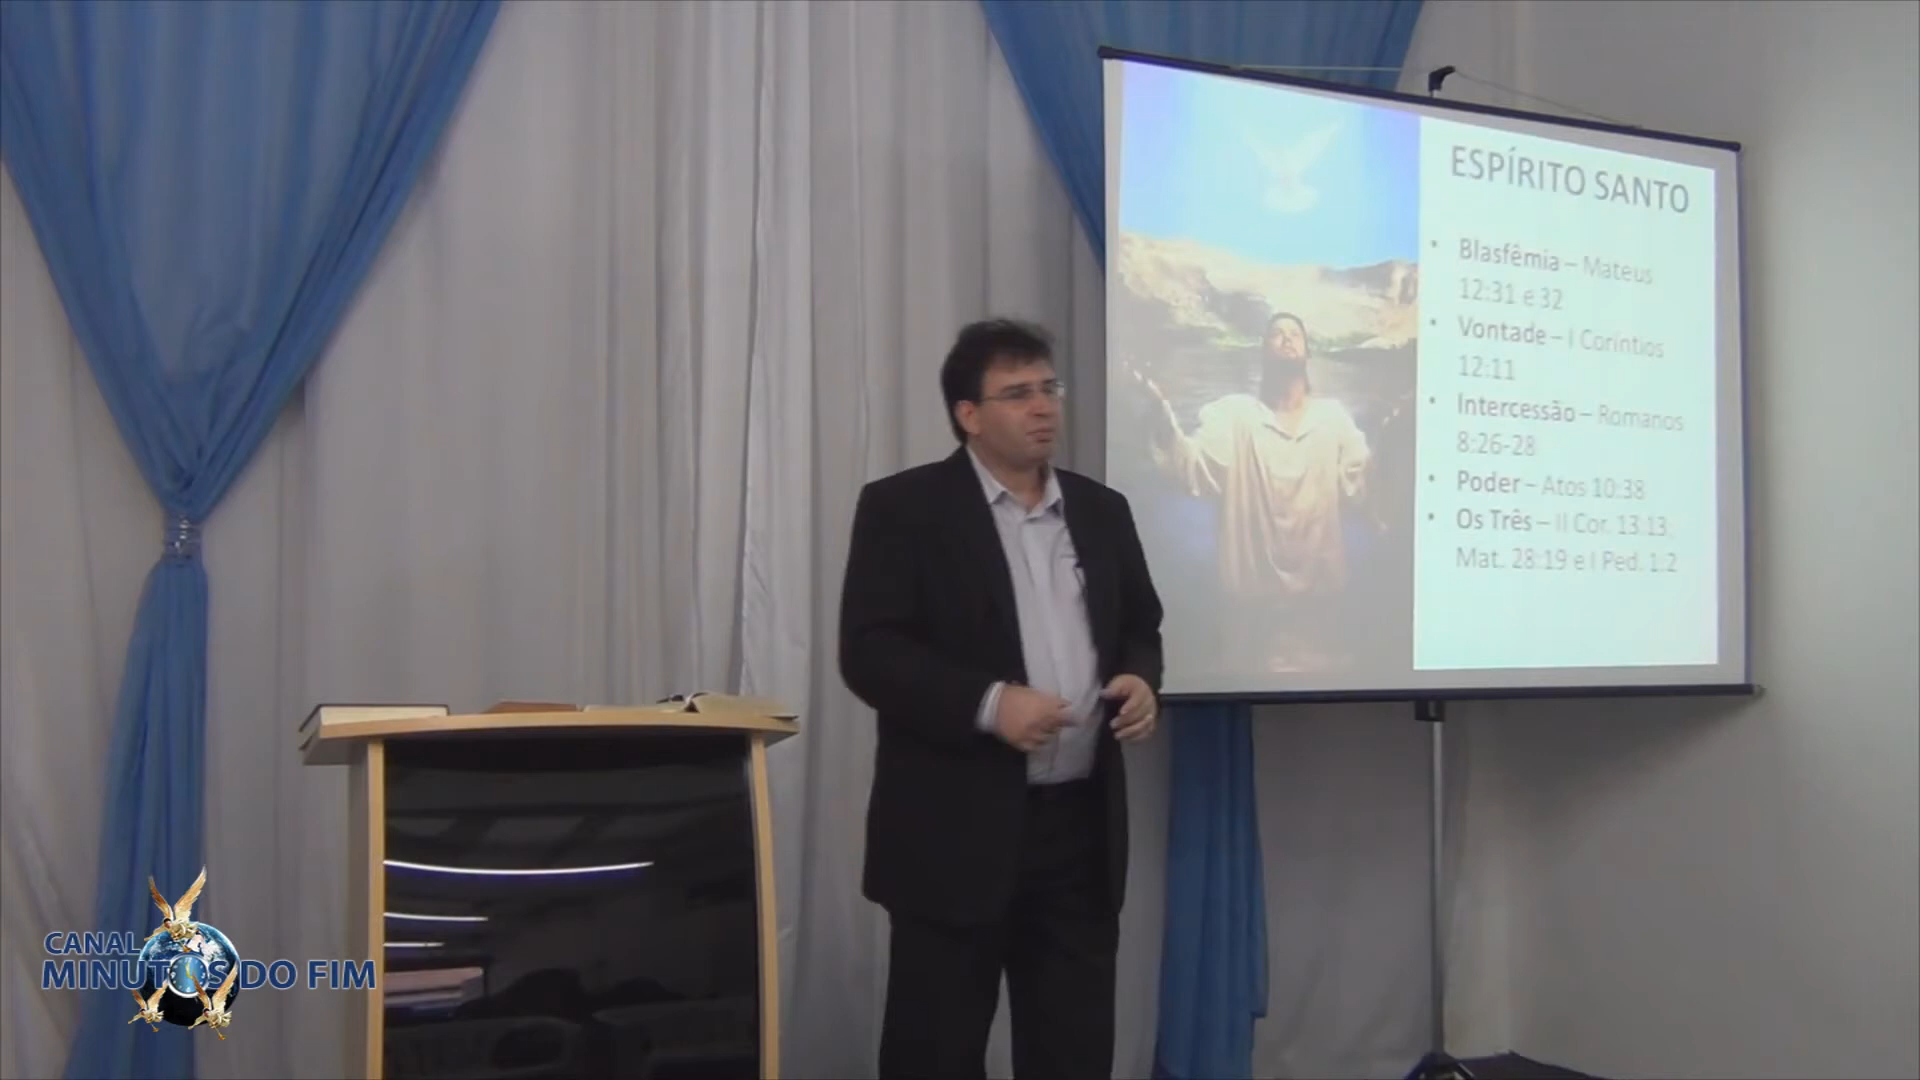 ESPÍRITO SANTO
• Blasfêmia – Mateus
12:31 e 32
• Vontade – I Coríntios
12:11
• Intercessão – Romanos
8:26-28
• Poder – Atos 10:38
• Os Três – II Cor. 13:13;
Mat. 28:19 e I Ped. 1:2
CANAL
MINUTOS DO FIM